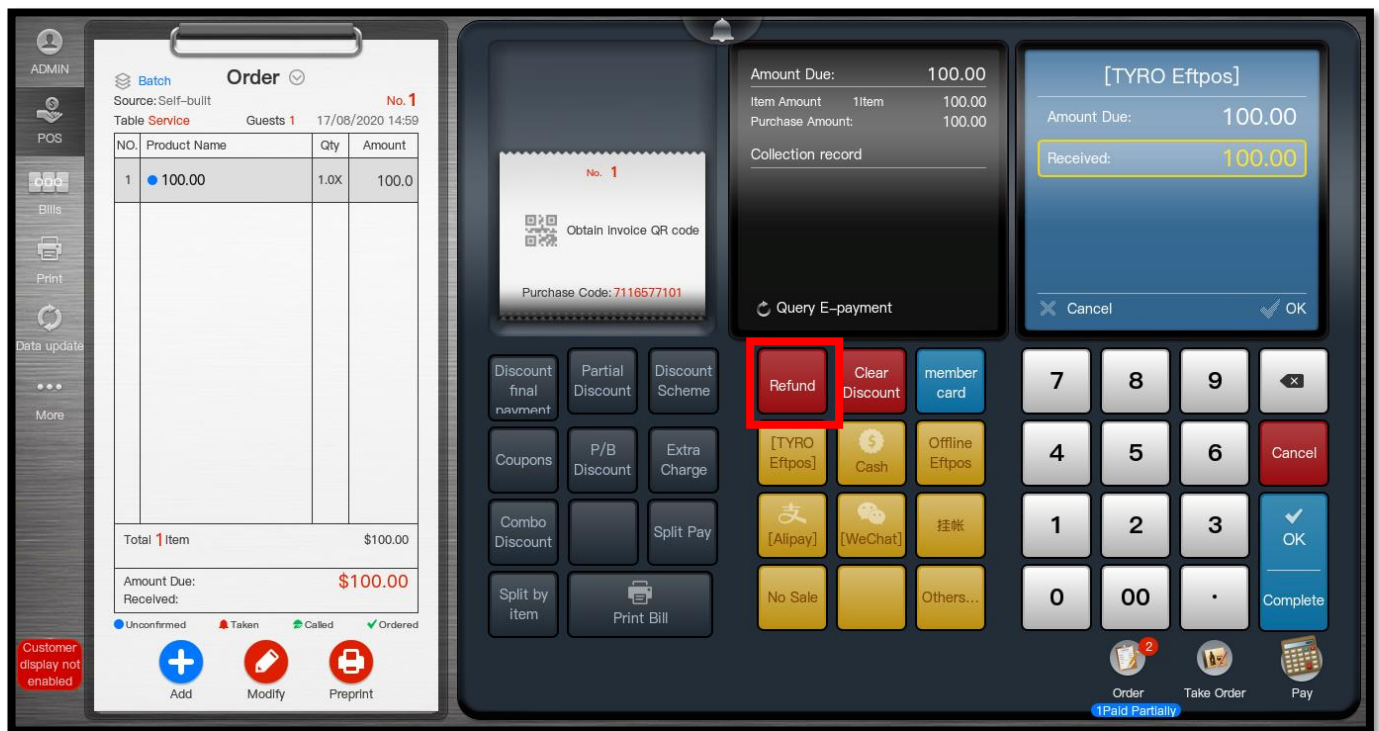 ADMIN
POS
Bills
Print
Data update
More
Customer
display not
enabled
Batch Order
Source: Self-built No. 1
Table Service Guests 1 17/08/2020 14:59
NO. Product Name Qty Amount
1 100.00 1.0X 100.0
Total 1 Item $100.00
Amount Due: $100.00
Received:
Unconfirmed Taken Called Ordered
Add Modify Preprint
No. 1
Obtain Invoice QR code
Purchase Code: 7116577101
Amount Due: 100.00
Item Amount 1Item 100.00
Purchase Amount: 100.00
Collection record
Query E-payment
[TYRO Eftpos]
Amount Due: 100.00
Received: 100.00
Cancel OK
Discount
final
payment
Partial
Discount
Discount
Scheme
Coupons
P/B
Discount
Extra
Charge
Combo
Discount
Split Pay
Split by
item
Print Bill
Refund
Clear
Discount
member
card
[TYRO
Eftpos]
Cash
Offline
Eftpos
支
[Alipay]
[WeChat]
挂帐
No Sale
Others...
7 8 9
4 5 6 Cancel
1 2 3 OK
0 00 . Complete
2
Order
1Paid Partially
Take Order
Pay